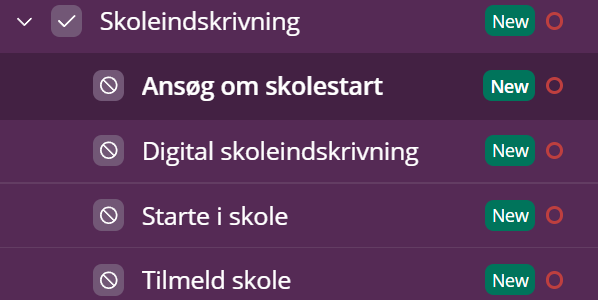 Skoleindskrivning New
Ansøg om skolestart New
Digital skoleindskrivning New
Starte i skole New
Tilmeld skole New